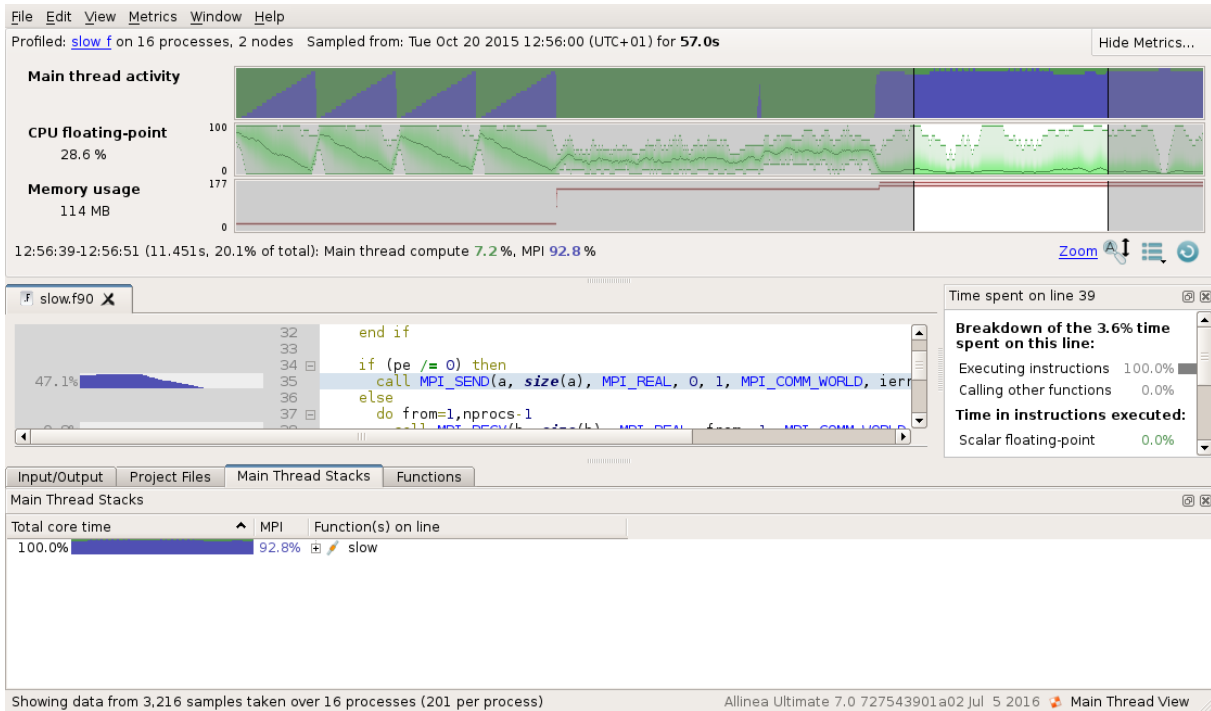 File Edit View Metrics Window Help
Profiled: slow f on 16 processes, 2 nodes Sampled from: Tue Oct 20 2015 12:56:00 (UTC+01) for 57.0s
Hide Metrics...
Main thread activity
CPU floating-point
28.6 %
100
0
Memory usage
114 MB
177
0
12:56:39-12:56:51 (11.451s, 20.1% of total): Main thread compute 7.2 %, MPI 92.8 %
Zoom
F slow.f90
Time spent on line 39
32 end if
33
34 if (pe /= 0) then
47.1% 35 call MPI_SEND(a, size(a), MPI_REAL, 0, 1, MPI_COMM_WORLD, ierr
36 else
37 do from=1,nprocs-1
Breakdown of the 3.6% time
spent on this line:
Executing instructions 100.0%
Calling other functions 0.0%
Time in instructions executed:
Scalar floating-point 0.0%
Input/Output Project Files Main Thread Stacks Functions
Main Thread Stacks
Total core time MPI Function(s) on line
100.0% 92.8% slow
Showing data from 3,216 samples taken over 16 processes (201 per process)
Allinea Ultimate 7.0 727543901a02 Jul 5 2016 Main Thread View